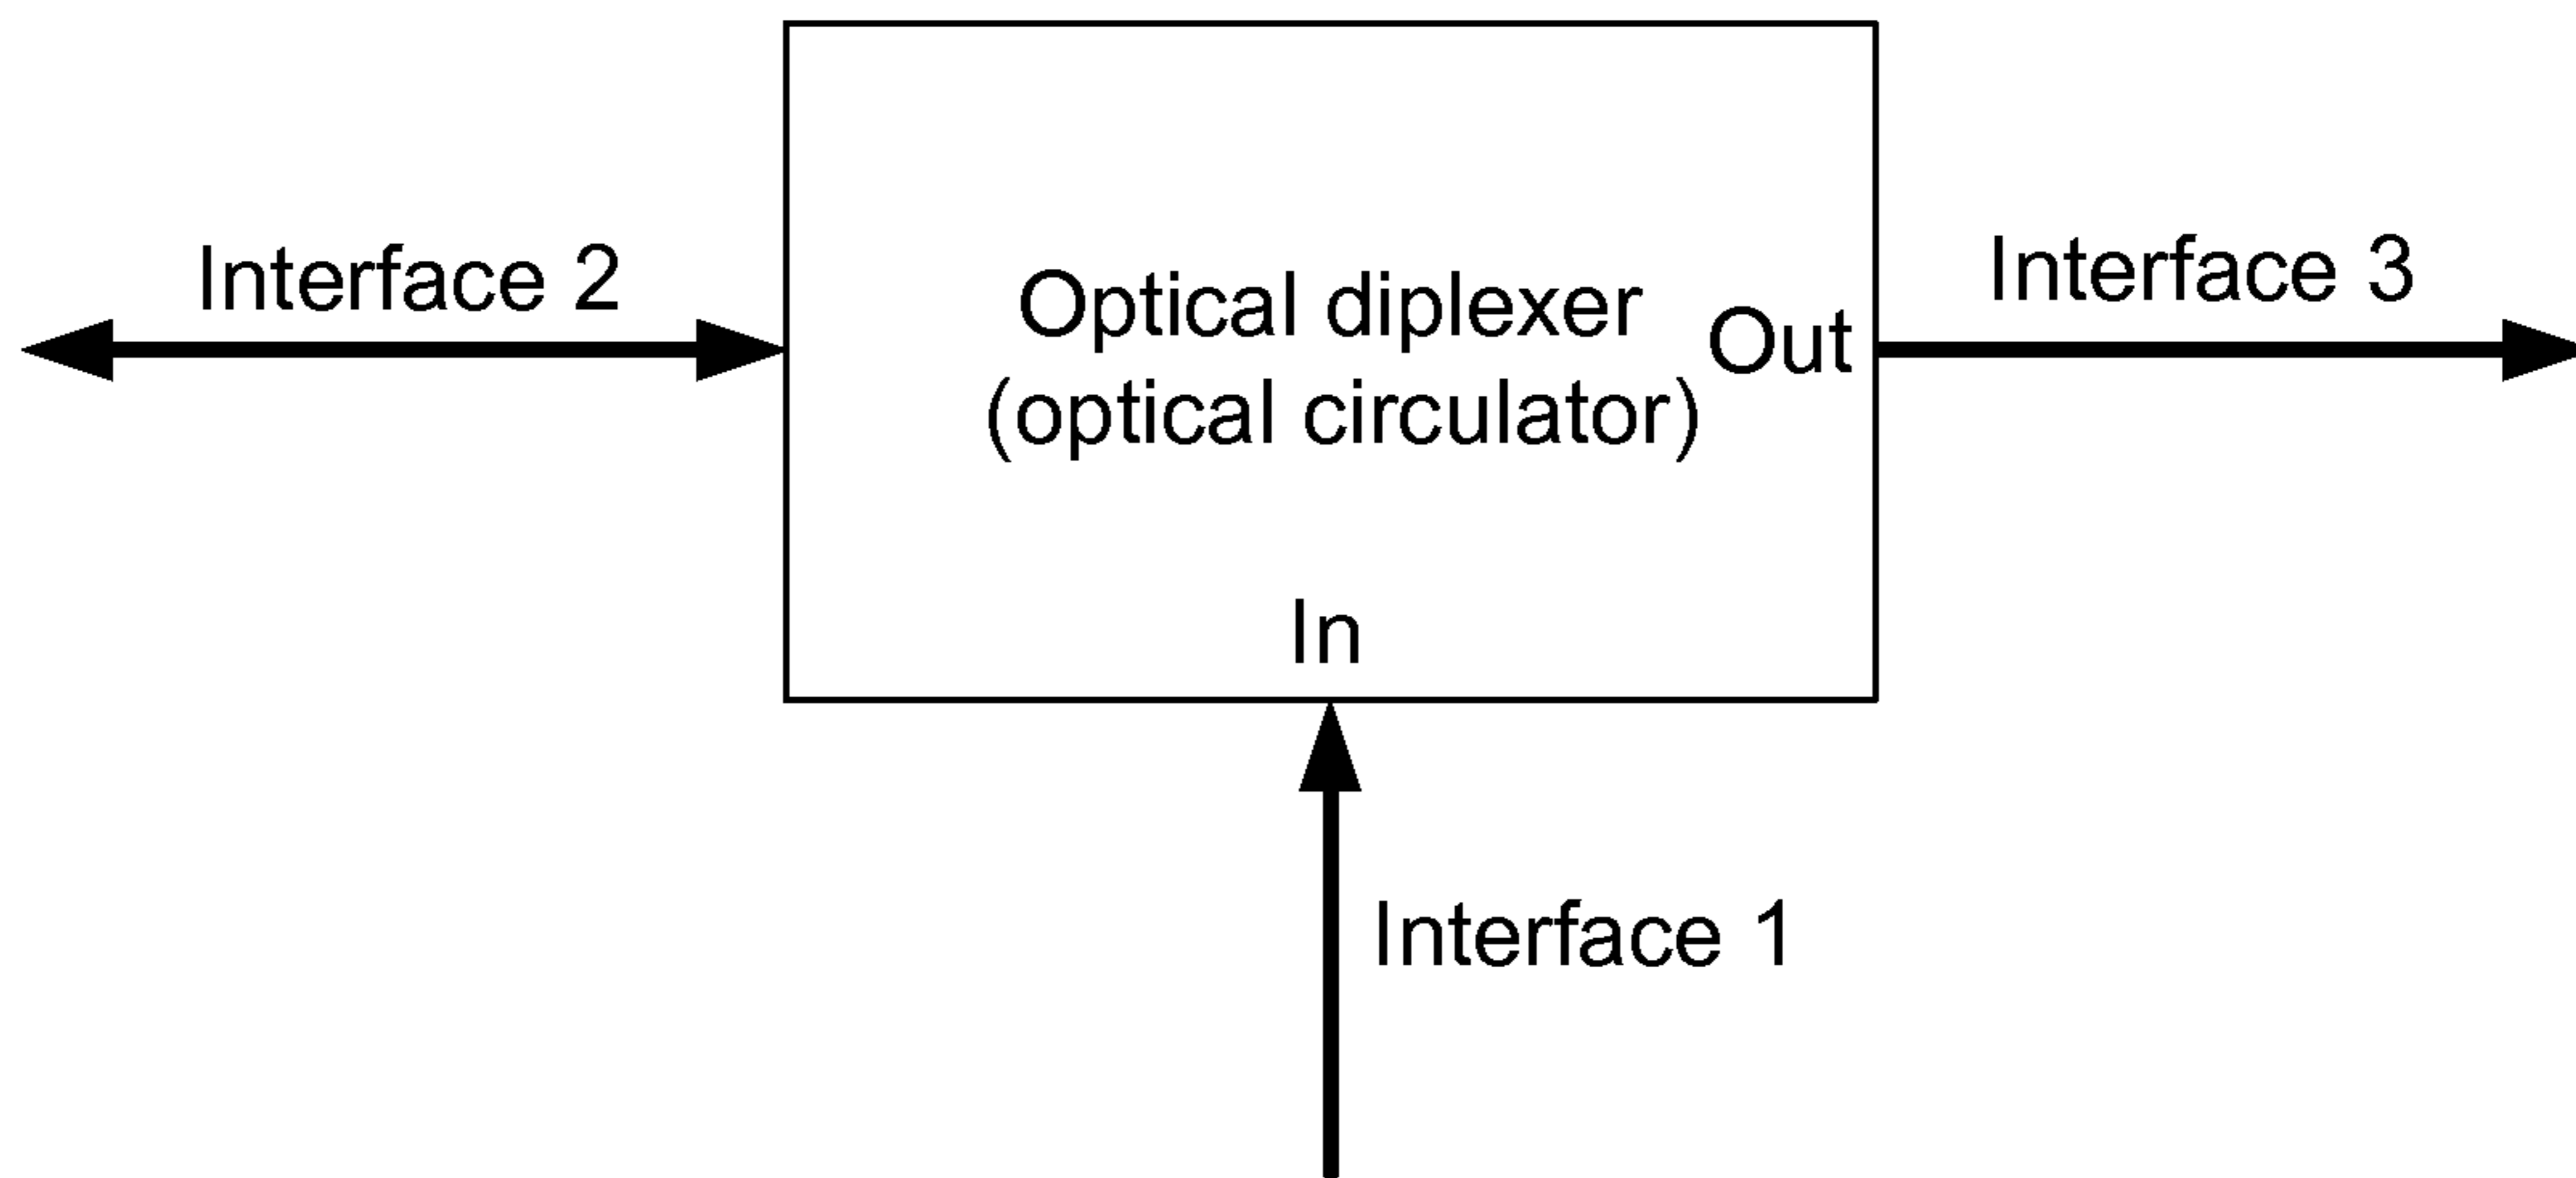 Interface 2
Optical diplexer
(optical circulator)
Out
Interface 3
In
Interface 1